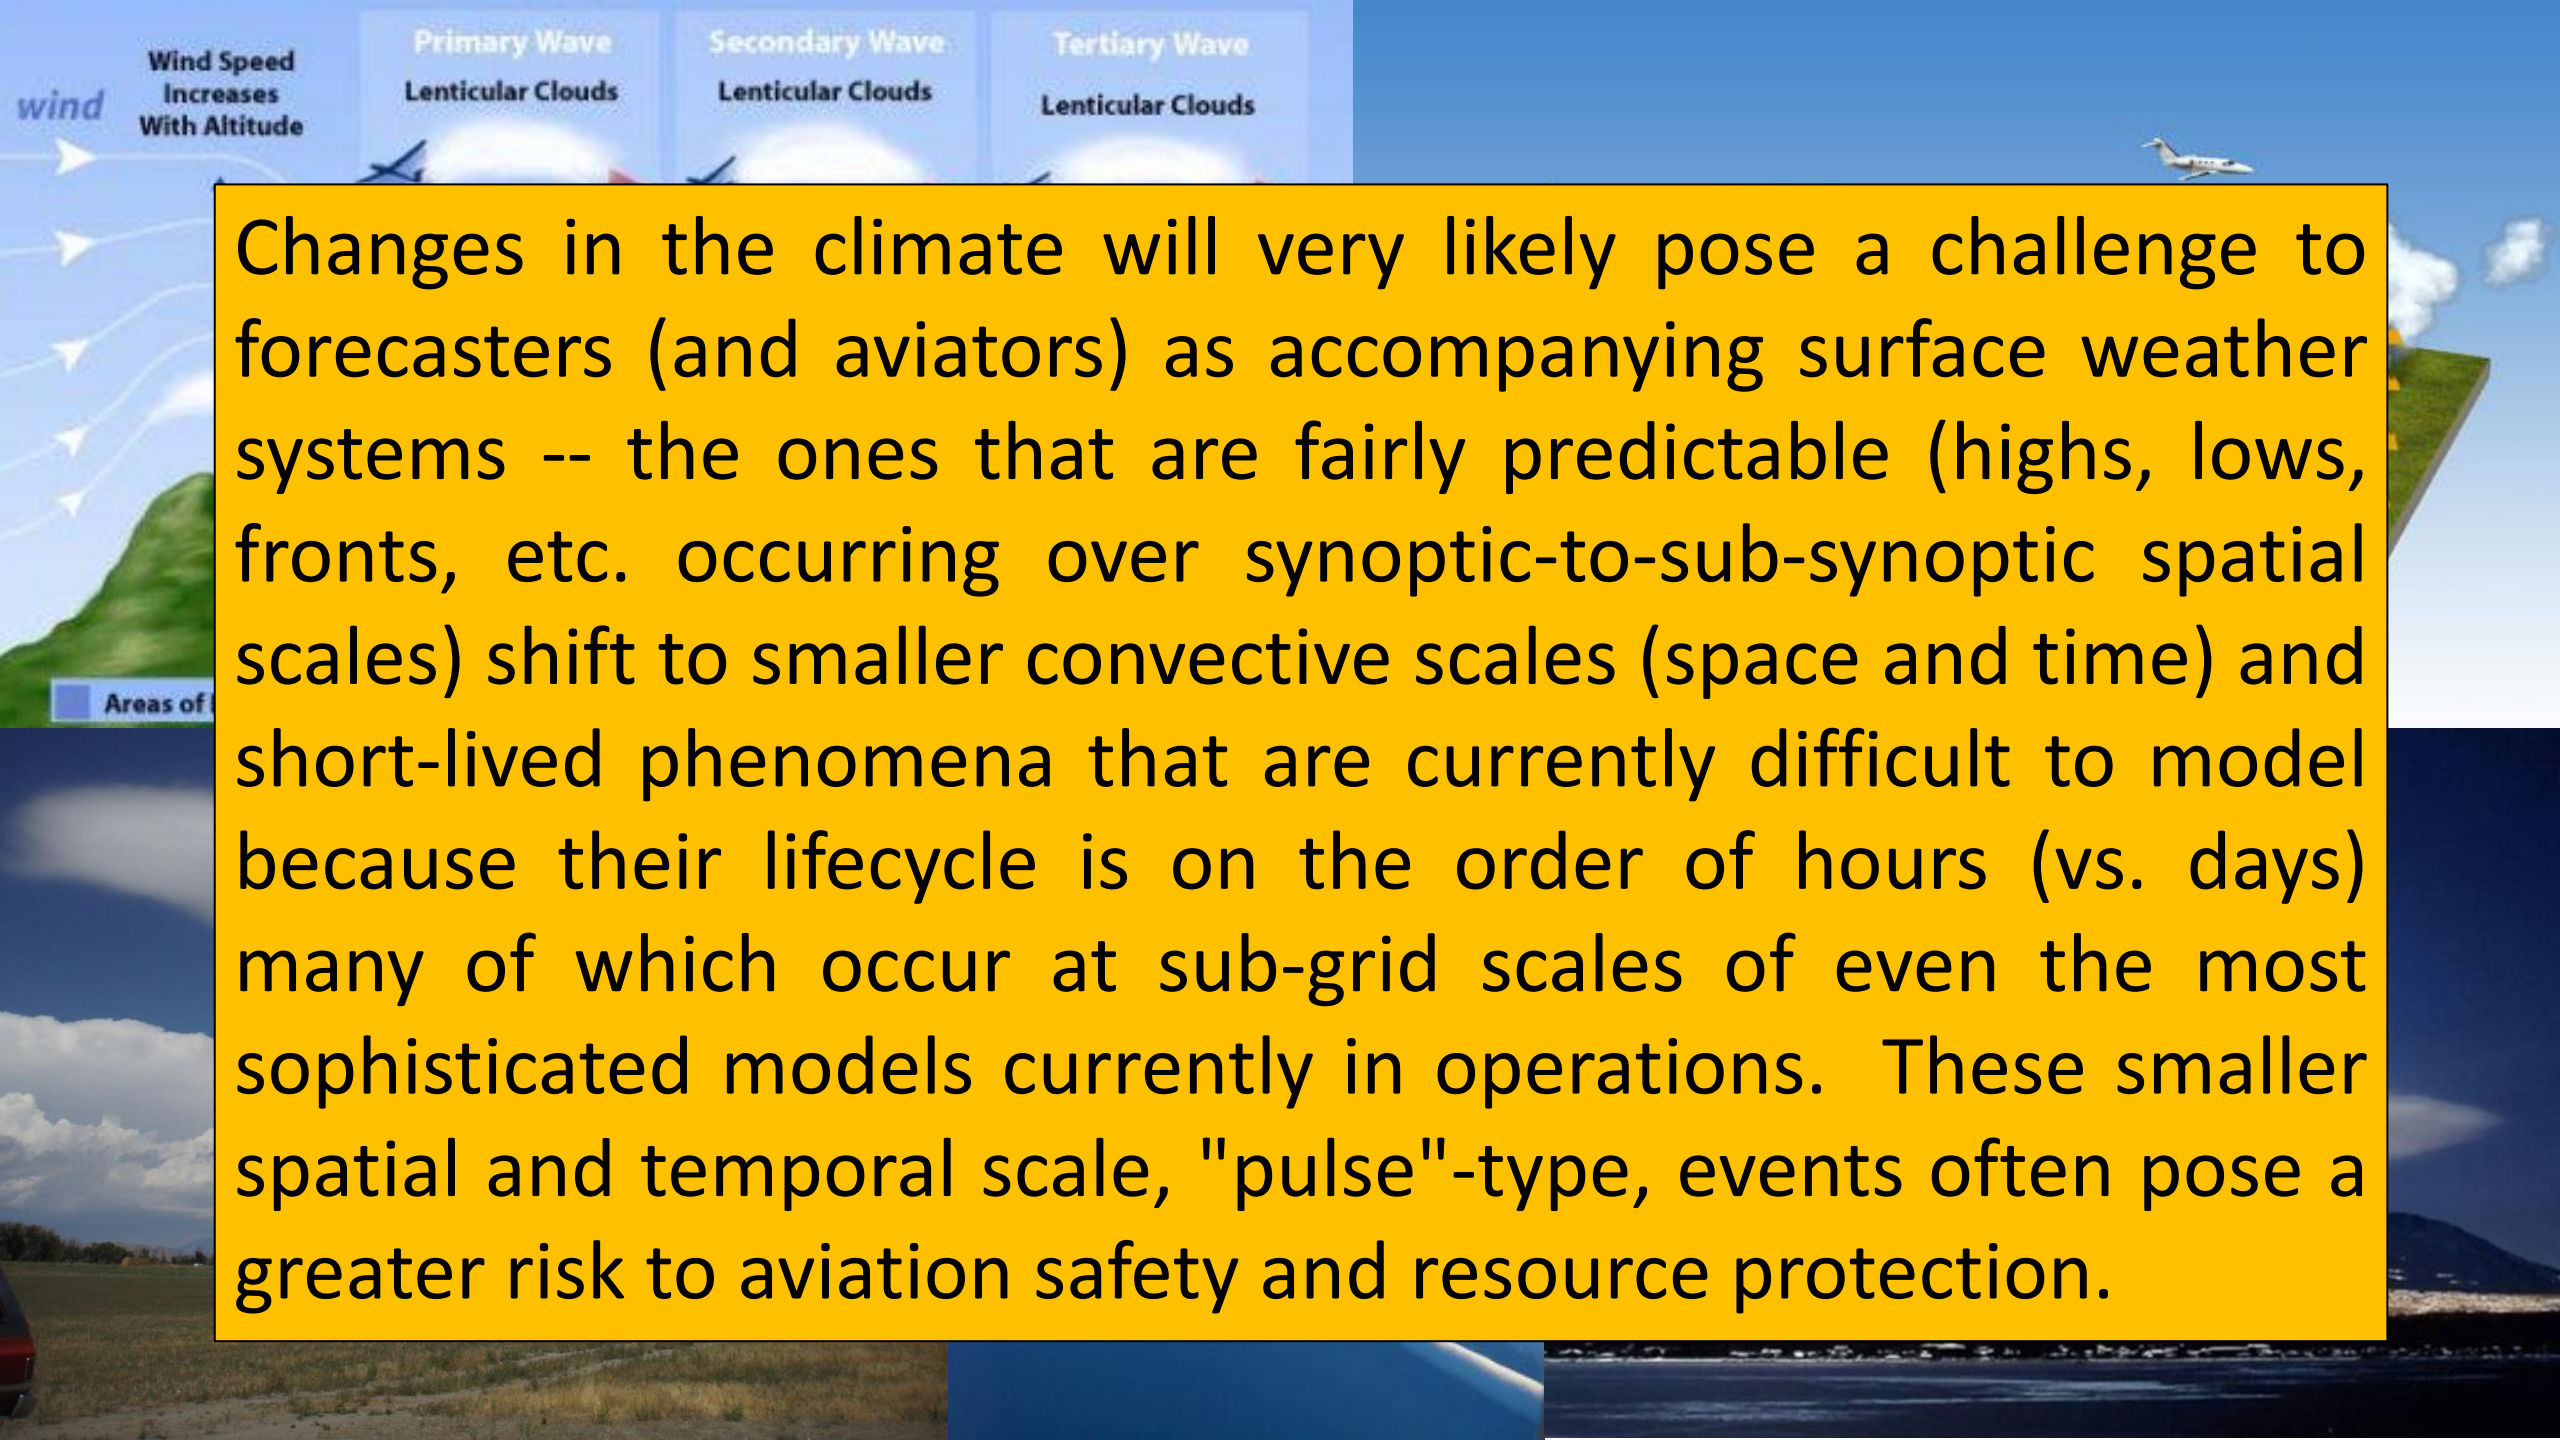 Primary Wave
Secondary Wave
Tertiary Wave
Wind Speed
Increases
With Altitude
wind
Lenticular Clouds
Lenticular Clouds
Lenticular Clouds
Changes in the climate will very likely pose a challenge to
forecasters (and aviators) as accompanying surface weather
systems -- the ones that are fairly predictable (highs, lows,
fronts, etc. occurring over synoptic-to-sub-synoptic spatial
scales) shift to smaller convective scales (space and time) and
short-lived phenomena that are currently difficult to model
because their lifecycle is on the order of hours (vs. days)
many of which occur at sub-grid scales of even the most
sophisticated models currently in operations.  These smaller
spatial and temporal scale, "pulse"-type, events often pose a
greater risk to aviation safety and resource protection.
Areas of